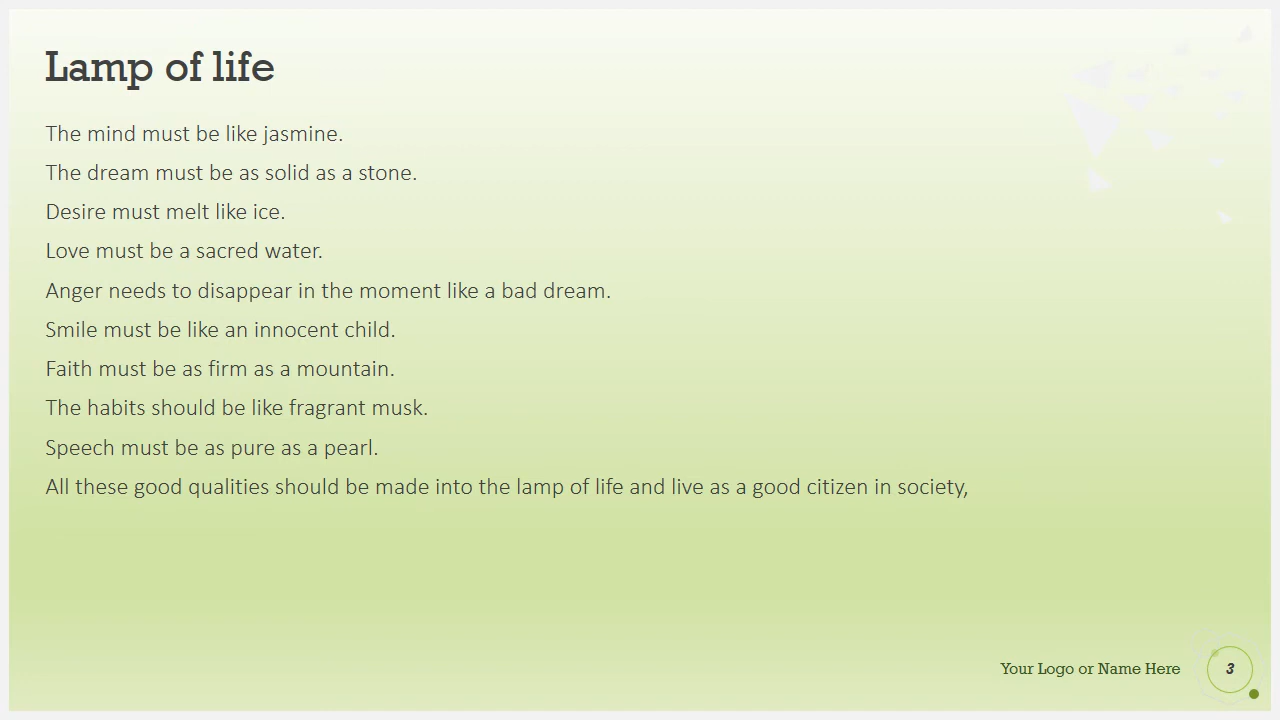 Lamp of life
The mind must be like jasmine.
The dream must be as solid as a stone.
Desire must melt like ice.
Love must be a sacred water.
Anger needs to disappear in the moment like a bad dream.
Smile must be like an innocent child.
Faith must be as firm as a mountain.
The habits should be like fragrant musk.
Speech must be as pure as a pearl.
All these good qualities should be made into the lamp of life and live as a good citizen in society,
Your Logo or Name Here
3